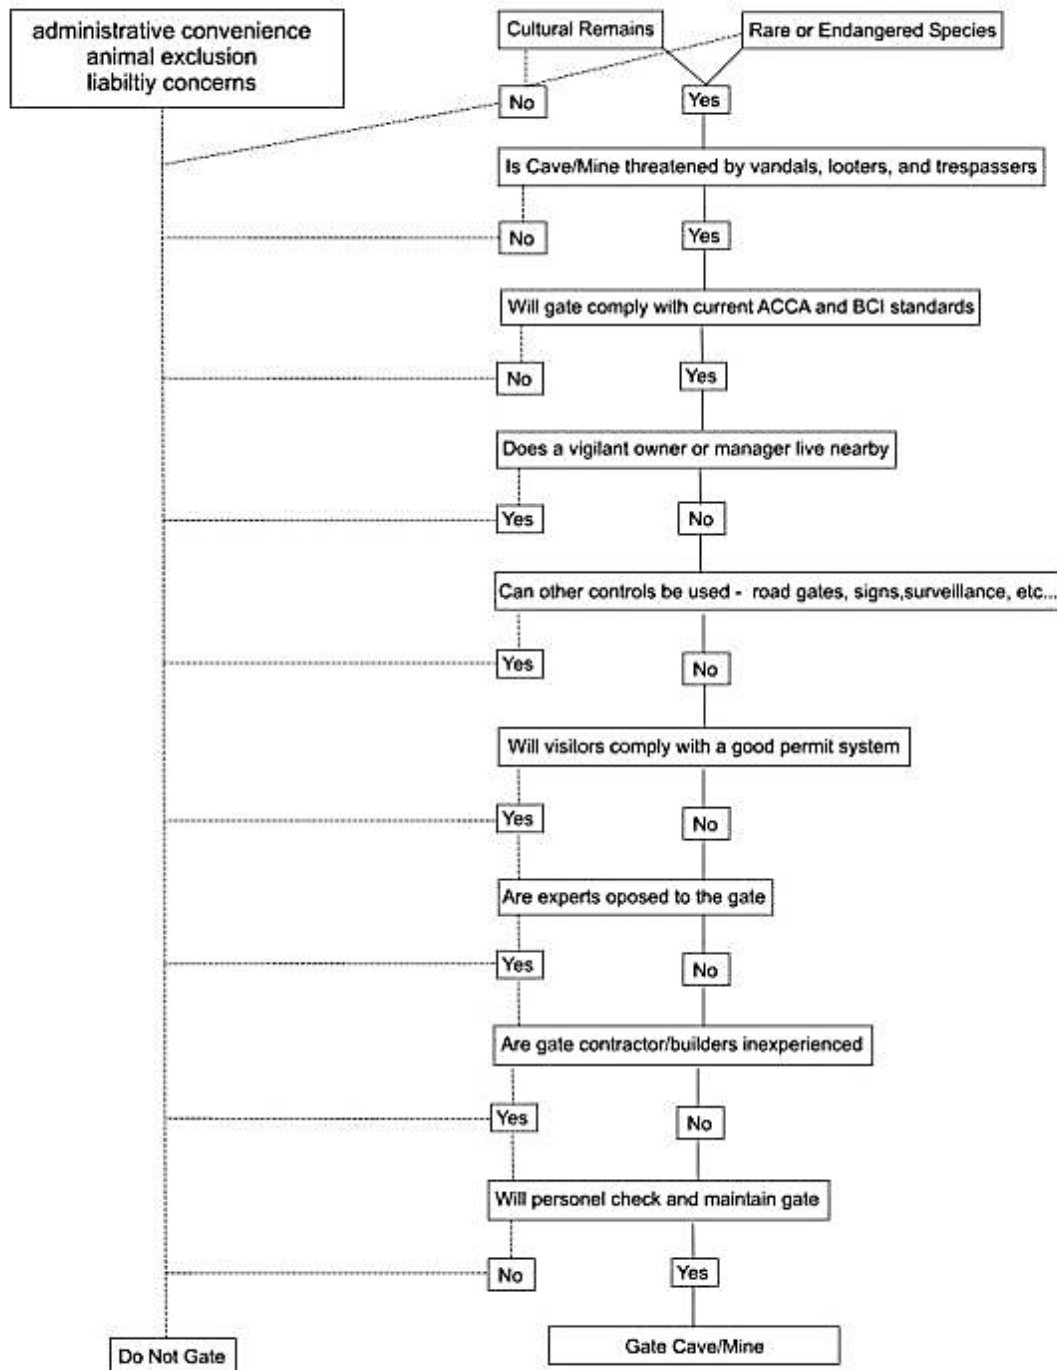 administrative convenience
animal exclusion
liabiltiy concerns
Cultural Remains
Rare or Endangered Species
No
Yes
Is Cave/Mine threatened by vandals, looters, and trespassers
No
Yes
Will gate comply with current ACCA and BCI standards
No
Yes
Does a vigilant owner or manager live nearby
Yes
No
Can other controls be used - road gates, signs,surveillance, etc...
Yes
No
Will visitors comply with a good permit system
Yes
No
Are experts oposed to the gate
Yes
No
Are gate contractor/builders inexperienced
Yes
No
Will personel check and maintain gate
No
Yes
Do Not Gate
Gate Cave/Mine